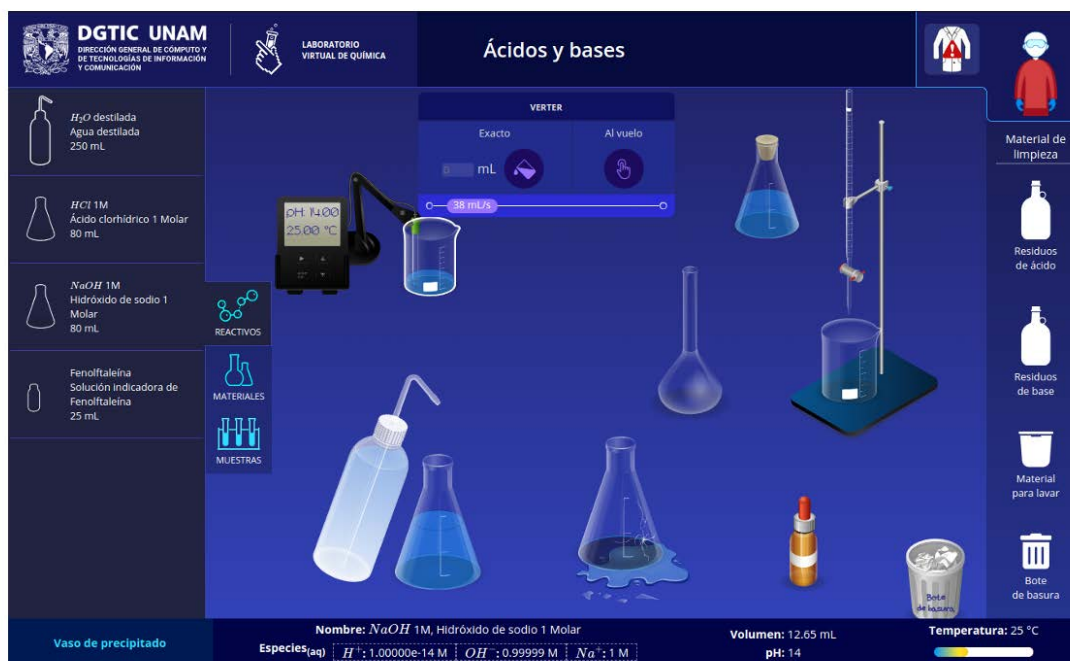 DGTIC UNAM
DIRECCIÓN GENERAL DE CÓMPUTO Y
DE TECNOLOGÍAS DE INFORMACIÓN
Y COMUNICACIÓN
LABORATORIO
VIRTUAL DE QUÍMICA
Ácidos y bases
H₂O destilada
Agua destilada
250 mL
HCl 1M
Ácido clorhídrico 1 Molar
80 mL
NaOH 1M
Hidróxido de sodio 1
Molar
80 mL
Fenolftaleína
Solución indicadora de
Fenolftaleína
25 mL
REACTIVOS
MATERIALES
MUESTRAS
VERTER
Exacto
Al vuelo
0 mL
38 mL/s
pH: 14.00
25.00 °C
Material de
limpieza
Residuos
de ácido
Residuos
de base
Material
para lavar
Bote
de basura
Bote
de basura
Vaso de precipitado
Nombre: NaOH 1M, Hidróxido de sodio 1 Molar
Especies(aq) H⁺: 1.00000e-14 M OH⁻: 0.99999 M Na⁺: 1 M
Volumen: 12.65 mL
pH: 14
Temperatura: 25 °C